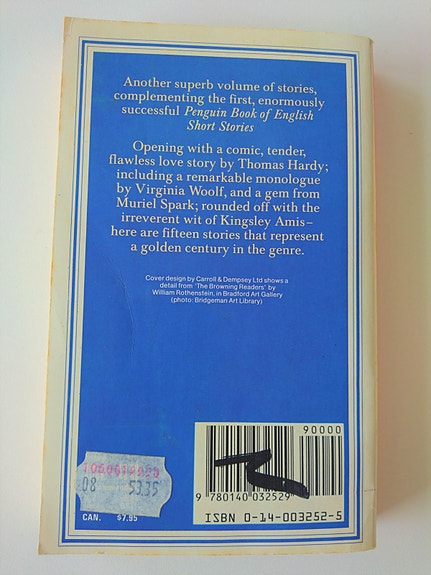 Another superb volume of stories,
complementing the first, enormously
successful Penguin Book of English
Short Stories
Opening with a comic, tender,
flawless love story by Thomas Hardy;
including a remarkable monologue
by Virginia Woolf, and a gem from
Muriel Spark; rounded off with the
irreverent wit of Kingsley Amis–
here are fifteen stories that represent
a golden century in the genre.
Cover design by Carroll & Dempsey Ltd shows a
detail from 'The Browning Readers' by
William Rothenstein, in Bradford Art Gallery
(photo: Bridgeman Art Library)
90000
9 780140 032529
ISBN 0-14-003252-5
08 53.35
CAN. $7.95